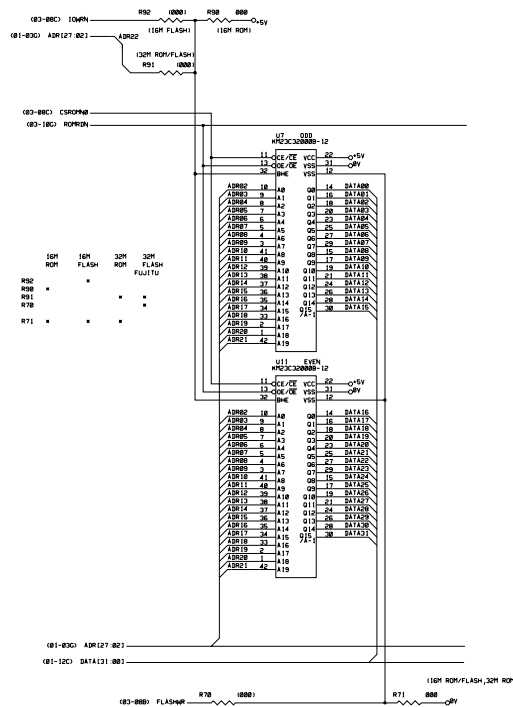 R92 (000) R90 000
(03-08C) IOWRN +5V
(16M FLASH) (16M ROM)
(01-03G) ADR[27:02] ADR22
(32M ROM/FLASH)
R91 (000)
(03-08C) CSROMN0
(03-10G) ROMRDN
U7 ODD
KM23C32000B-12
11 CE/CE VCC 22 +5V
13 OE/OE VSS 31 0V
32 BHE VSS 12
ADR02 10 A0 Q0 14 DATA00
ADR03 9 A1 Q1 16 DATA01
ADR04 8 A2 Q2 18 DATA02
ADR05 7 A3 Q3 20 DATA03
ADR06 6 A4 Q4 23 DATA04
ADR07 5 A5 Q5 25 DATA05
ADR08 4 A6 Q6 27 DATA06
ADR09 3 A7 Q7 29 DATA07
ADR10 41 A8 Q8 15 DATA08
ADR11 40 A9 Q9 17 DATA09
ADR12 39 A10 Q10 19 DATA10
ADR13 38 A11 Q11 21 DATA11
ADR14 37 A12 Q12 24 DATA12
ADR15 36 A13 Q13 26 DATA13
ADR16 35 A14 Q14 28 DATA14
ADR17 34 A15 Q15 30 DATA15
/A-1
ADR18 33 A16
ADR19 2 A17
ADR20 1 A18
ADR21 42 A19
16M 16M 32M 32M
ROM FLASH ROM FLASH
FUJITU
R92 *
R90 *
R91 * *
R70 *
R71 * * *
U11 EVEN
KM23C32000B-12
11 CE/CE VCC 22 +5V
13 OE/OE VSS 31 0V
32 BHE VSS 12
ADR02 10 A0 Q0 14 DATA16
ADR03 9 A1 Q1 16 DATA17
ADR04 8 A2 Q2 18 DATA18
ADR05 7 A3 Q3 20 DATA19
ADR06 6 A4 Q4 23 DATA20
ADR07 5 A5 Q5 25 DATA21
ADR08 4 A6 Q6 27 DATA22
ADR09 3 A7 Q7 29 DATA23
ADR10 41 A8 Q8 15 DATA24
ADR11 40 A9 Q9 17 DATA25
ADR12 39 A10 Q10 19 DATA26
ADR13 38 A11 Q11 21 DATA27
ADR14 37 A12 Q12 24 DATA28
ADR15 36 A13 Q13 26 DATA29
ADR16 35 A14 Q14 28 DATA30
ADR17 34 A15 Q15 30 DATA31
/A-1
ADR18 33 A16
ADR19 2 A17
ADR20 1 A18
ADR21 42 A19
(01-03G) ADR[27:02]
(01-12C) DATA[31:00]
(16M ROM/FLASH,32M ROM
R70 (000) R71 000
(03-08B) FLASHWR 0V